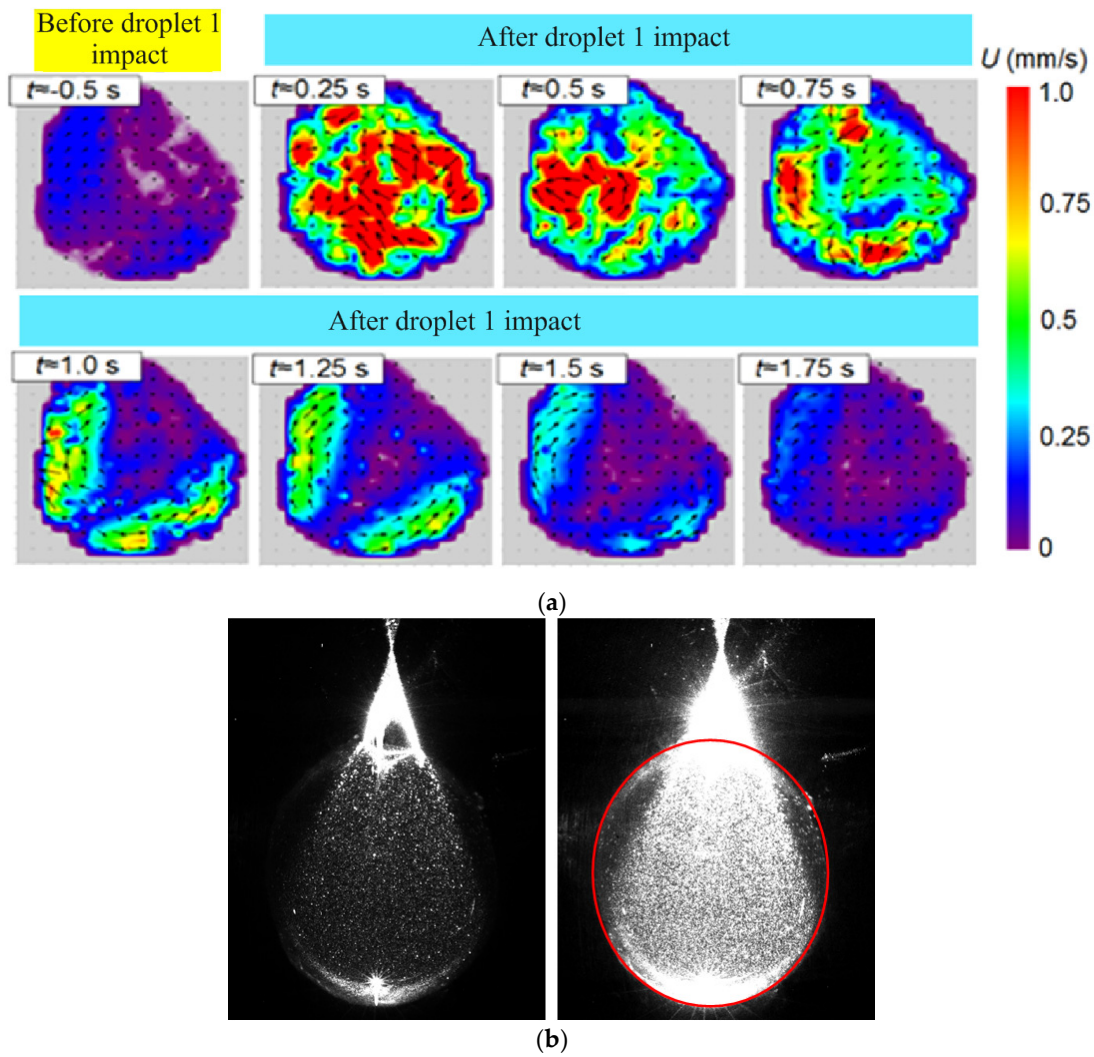 Before droplet 1
impact
After droplet 1 impact
U (mm/s)
t≈-0.5 s
t≈0.25 s
t≈0.5 s
t≈0.75 s
1.0
0.75
0.5
0.25
0
After droplet 1 impact
t≈1.0 s
t≈1.25 s
t≈1.5 s
t≈1.75 s
(a)
(b)